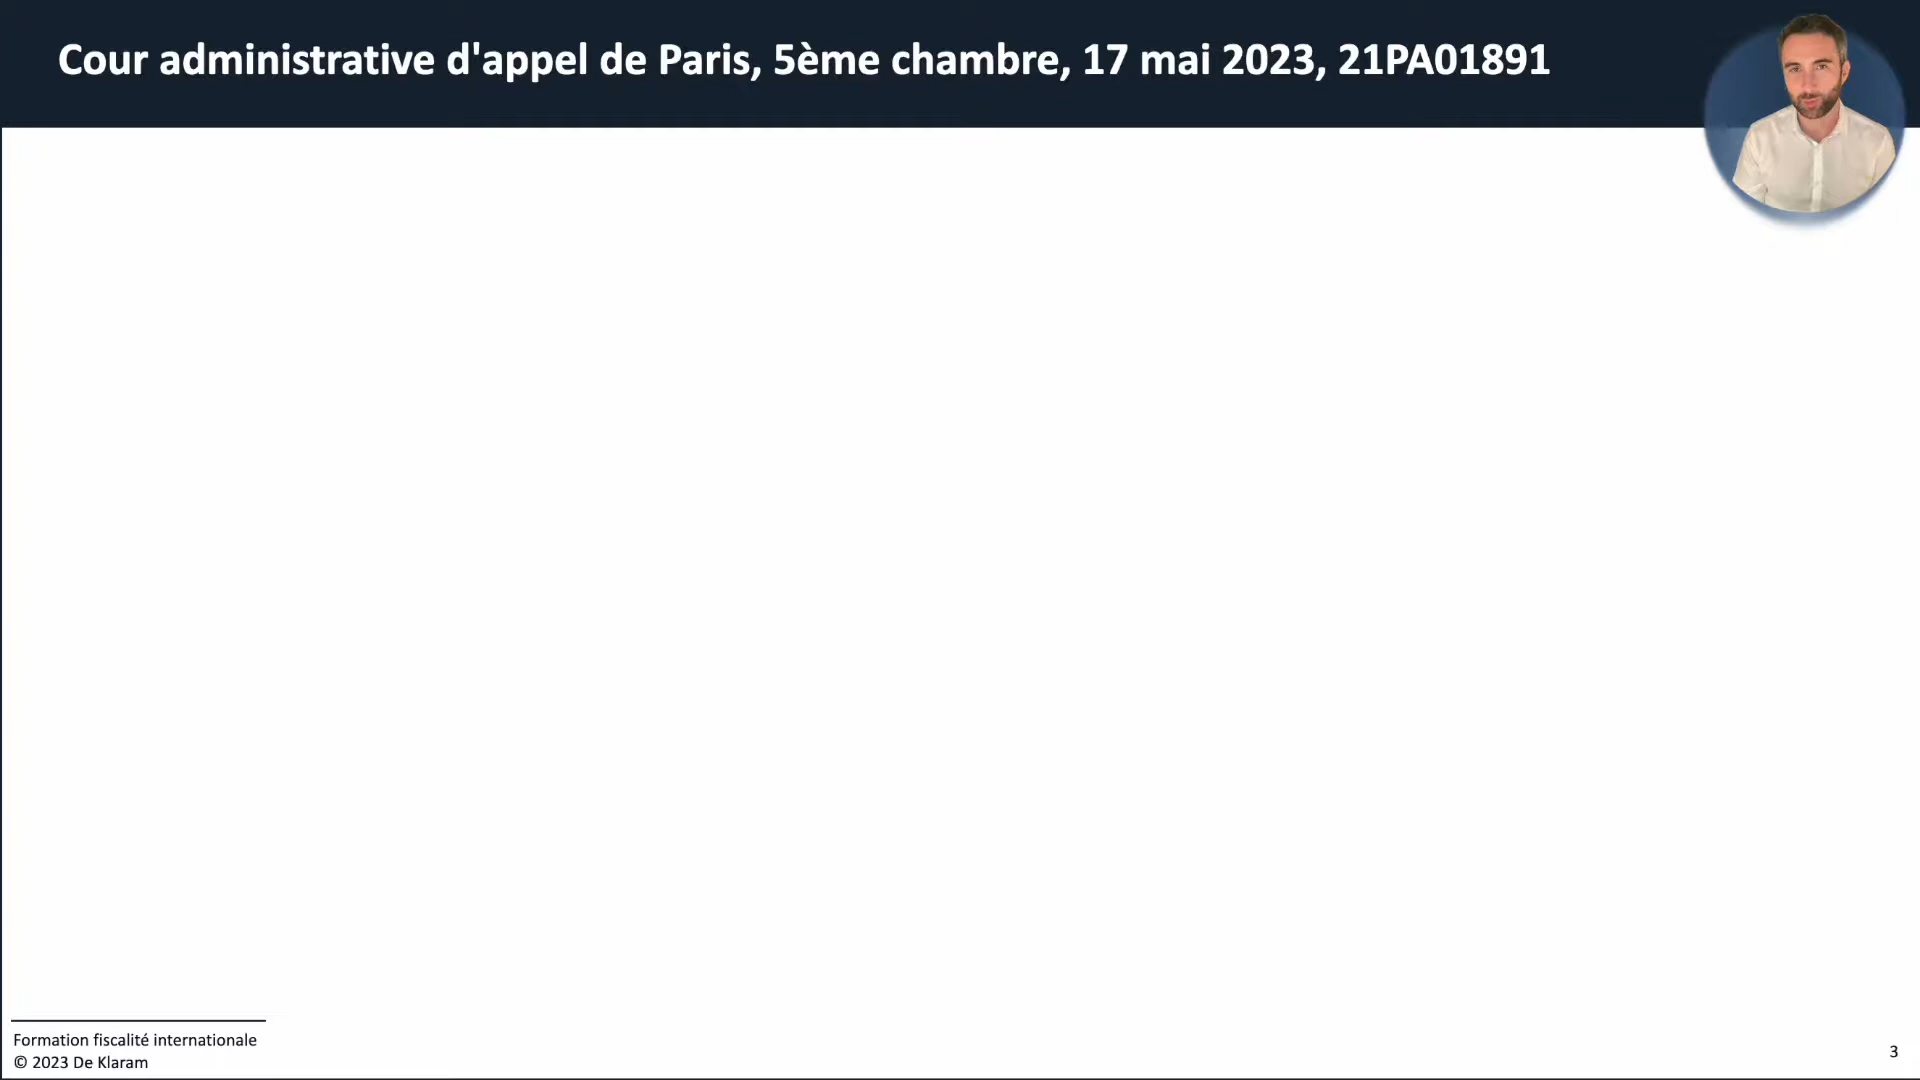 Cour administrative d'appel de Paris, 5ème chambre, 17 mai 2023, 21PA01891
Formation fiscalité internationale
© 2023 De Klaram
3